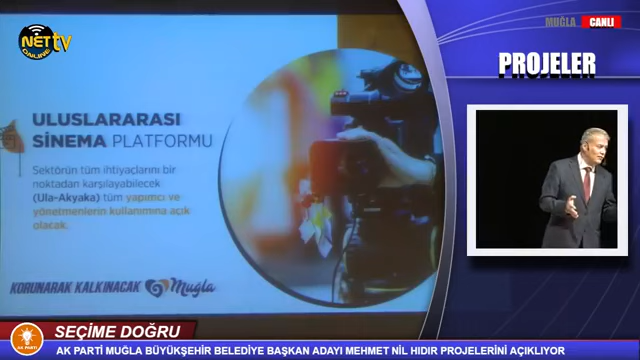 NET tv
ONLINE
MUĞLA CANLI
PROJELER
ULUSLARARASI
SİNEMA PLATFORMU
Sektörün tüm ihtiyaçlarını bir
noktadan karşılayabilecek
(Ula-Akyaka) tüm yapımcı ve
yönetmenlerin kullanımına açık
olacak.
KORUNARAK KALKINACAK Muğla
AK PARTİ
SEÇİME DOĞRU
AK PARTİ MUĞLA BÜYÜKŞEHİR BELEDİYE BAŞKAN ADAYI MEHMET NİL HIDIR PROJELERİNİ AÇIKLIYOR